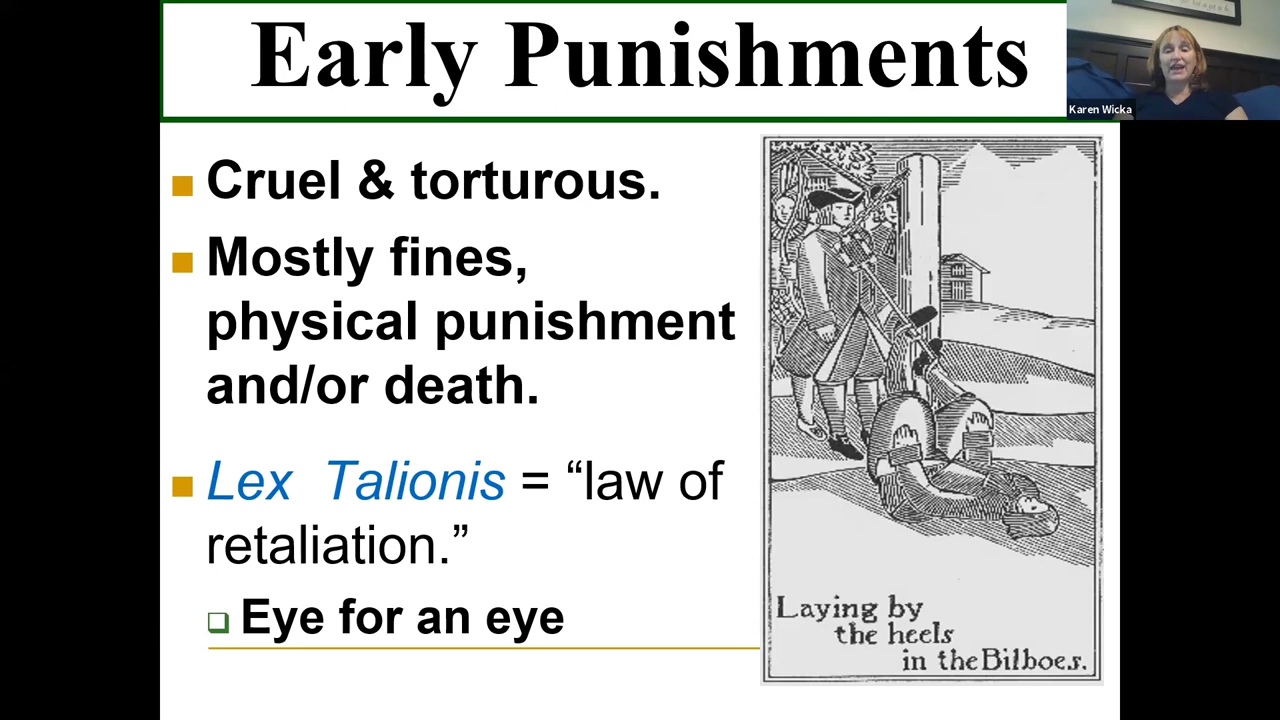 Early Punishments
Karen Wicka
Cruel & torturous.
Mostly fines,
physical punishment
and/or death.
Lex Talionis = “law of
retaliation.”
Eye for an eye
Laying by
the heels
in the Bilboes.